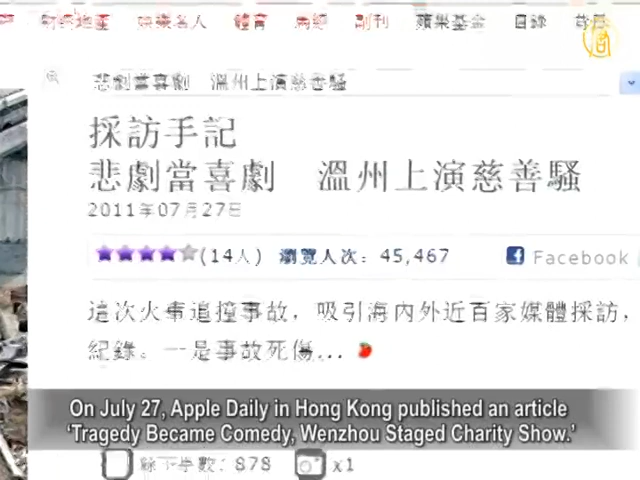 財經地產 娛樂名人 體育 馬經 副刊 蘋果基金 目錄
悲劇當喜劇 溫州上演慈善騷
採訪手記
悲劇當喜劇 溫州上演慈善騷
2011年07月27日
(14人) 瀏覽人次: 45,467 Facebook
這次火車追撞事故, 吸引海內外近百家媒體採訪,
紀錄。一是事故死傷...
On July 27, Apple Daily in Hong Kong published an article
‘Tragedy Became Comedy, Wenzhou Staged Charity Show.’
878 x1